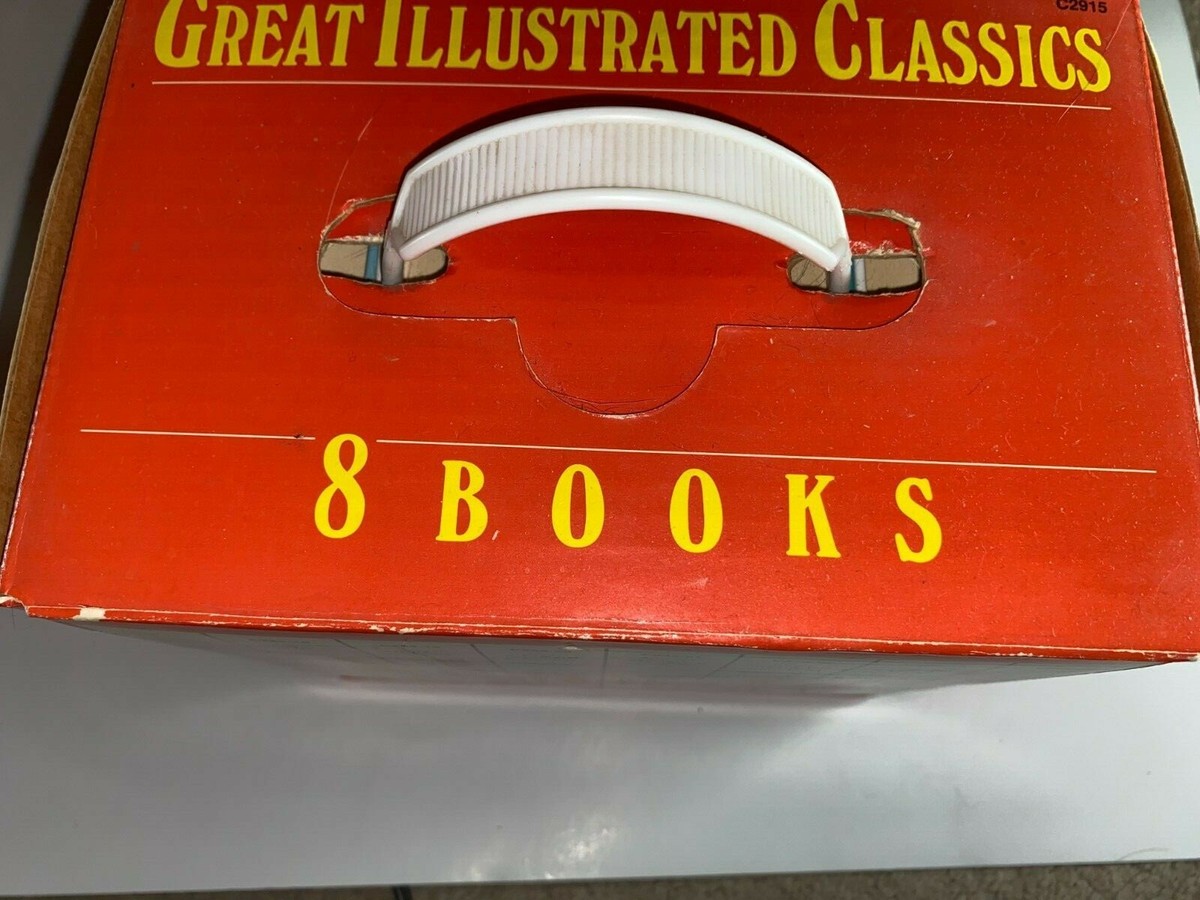 C2915
GREAT ILLUSTRATED CLASSICS
8 BOOKS